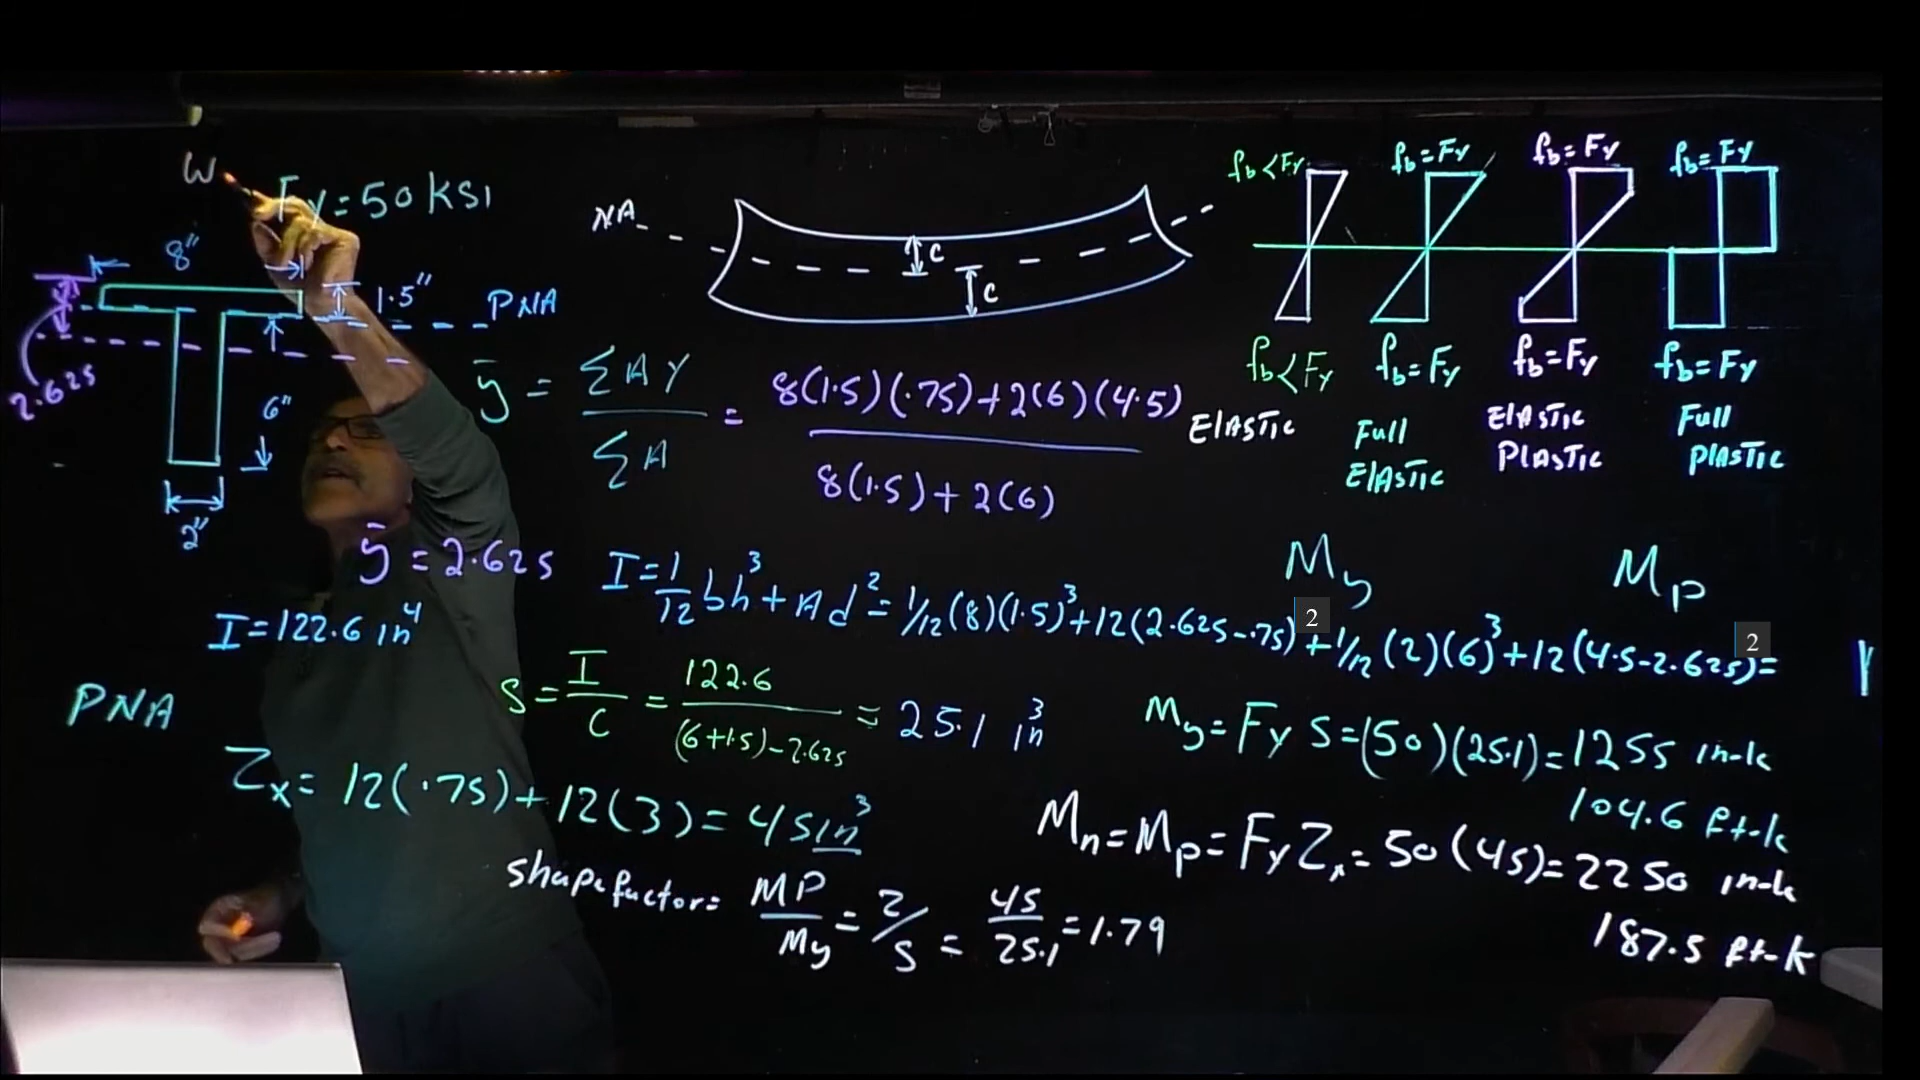 W
Fy=50 ksi
8"
1.5"
PNA
2.625
6"
2"
NA
c
c
fb<Fy
fb=Fy
fb=Fy
fb=Fy
fb<Fy
fb=Fy
fb=Fy
fb=Fy
ElAsTic
Full ElAsTic
ElAsTic PlAsTic
Full plAsTic
ȳ = ΣAy / ΣA = 8(1.5)(.75)+2(6)(4.5) / 8(1.5)+2(6)
ȳ = 2.625
My
Mp
I=1/12 bh³+Ad²=1/12(8)(1.5)³+12(2.625-.75)²+1/12(2)(6)³+12(4.5-2.625)²=
I=122.6 in⁴
S = I/C = 122.6/(6+1.5)-2.625 = 25.1 in³
My=Fy S=(50)(25.1)=1255 in-k
104.6 ft-k
PNA
Zx= 12(.75)+12(3)=45in³
Mn=Mp=FyZx=50(45)=2250 in-k
187.5 ft-k
shape factor= MP/My = Z/S = 45/25.1 =1.79